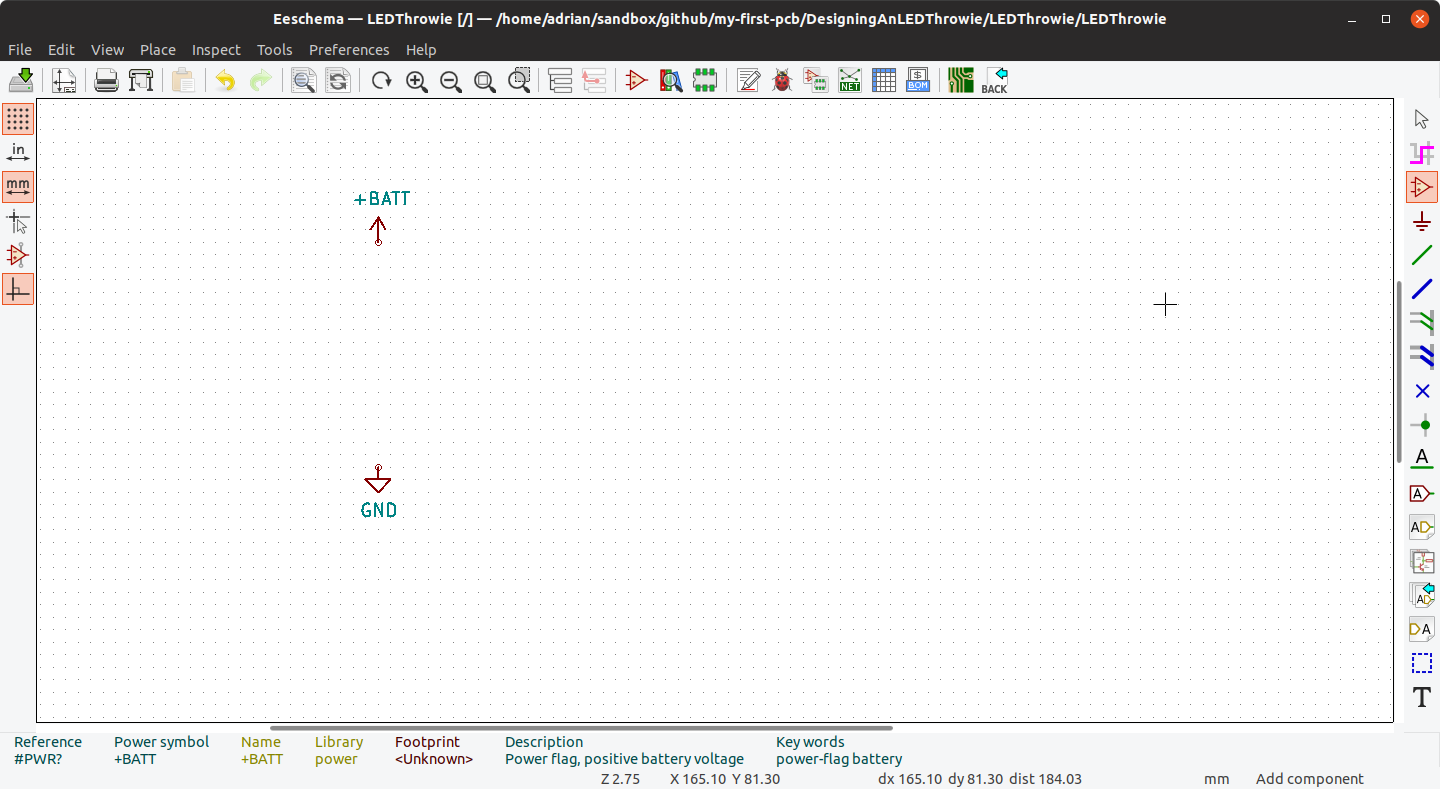 Eeschema — LEDThrowie [/] — /home/adrian/sandbox/github/my-first-pcb/DesigningAnLEDThrowie/LEDThrowie/LEDThrowie
File Edit View Place Inspect Tools Preferences Help
NET
$
BOM
BACK
in
mm
+BATT
GND
A
A
AD
AD
DA
T
Reference Power symbol Name Library Footprint Description Key words
#PWR? +BATT +BATT power <Unknown> Power flag, positive battery voltage power-flag battery
Z 2.75 X 165.10 Y 81.30 dx 165.10 dy 81.30 dist 184.03 mm Add component